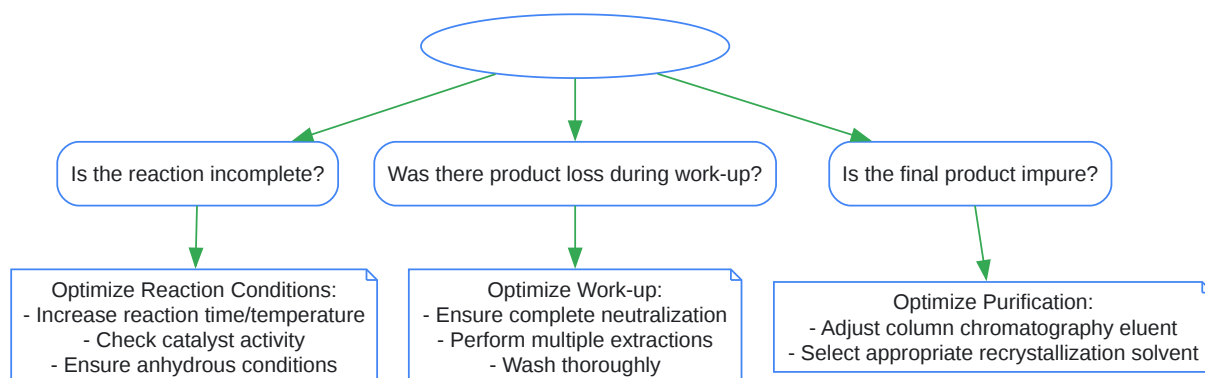 Is the reaction incomplete?
Was there product loss during work-up?
Is the final product impure?
Optimize Reaction Conditions:
- Increase reaction time/temperature
- Check catalyst activity
- Ensure anhydrous conditions
Optimize Work-up:
- Ensure complete neutralization
- Perform multiple extractions
- Wash thoroughly
Optimize Purification:
- Adjust column chromatography eluent
- Select appropriate recrystallization solvent